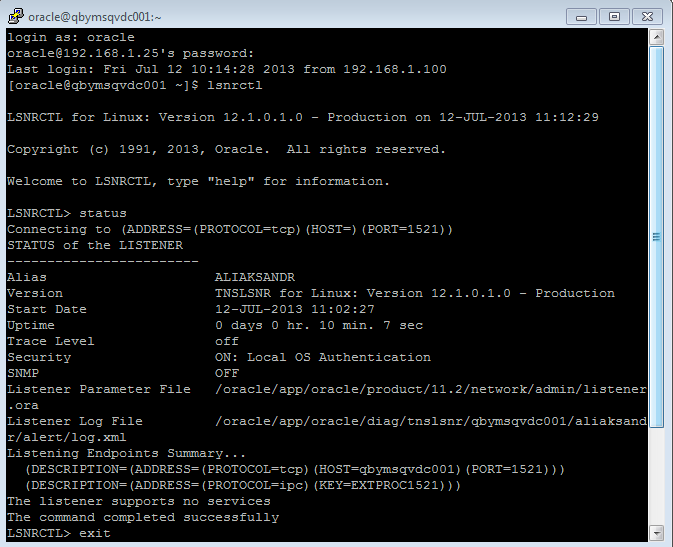 oracle@qbymsqvdc001:~
login as: oracle
oracle@192.168.1.25's password:
Last login: Fri Jul 12 10:14:28 2013 from 192.168.1.100
[oracle@qbymsqvdc001 ~]$ lsnrctl
LSNRCTL for Linux: Version 12.1.0.1.0 - Production on 12-JUL-2013 11:12:29
Copyright (c) 1991, 2013, Oracle.  All rights reserved.
Welcome to LSNRCTL, type "help" for information.
LSNRCTL> status
Connecting to (ADDRESS=(PROTOCOL=tcp)(HOST=)(PORT=1521))
STATUS of the LISTENER
------------------------
Alias                     ALIAKSANDR
Version                   TNSLSNR for Linux: Version 12.1.0.1.0 - Production
Start Date                12-JUL-2013 11:02:27
Uptime                    0 days 0 hr. 10 min. 7 sec
Trace Level               off
Security                  ON: Local OS Authentication
SNMP                      OFF
Listener Parameter File   /oracle/app/oracle/product/11.2/network/admin/listener
.ora
Listener Log File         /oracle/app/oracle/diag/tnslsnr/qbymsqvdc001/aliaksand
r/alert/log.xml
Listening Endpoints Summary...
  (DESCRIPTION=(ADDRESS=(PROTOCOL=tcp)(HOST=qbymsqvdc001)(PORT=1521)))
  (DESCRIPTION=(ADDRESS=(PROTOCOL=ipc)(KEY=EXTPROC1521)))
The listener supports no services
The command completed successfully
LSNRCTL> exit